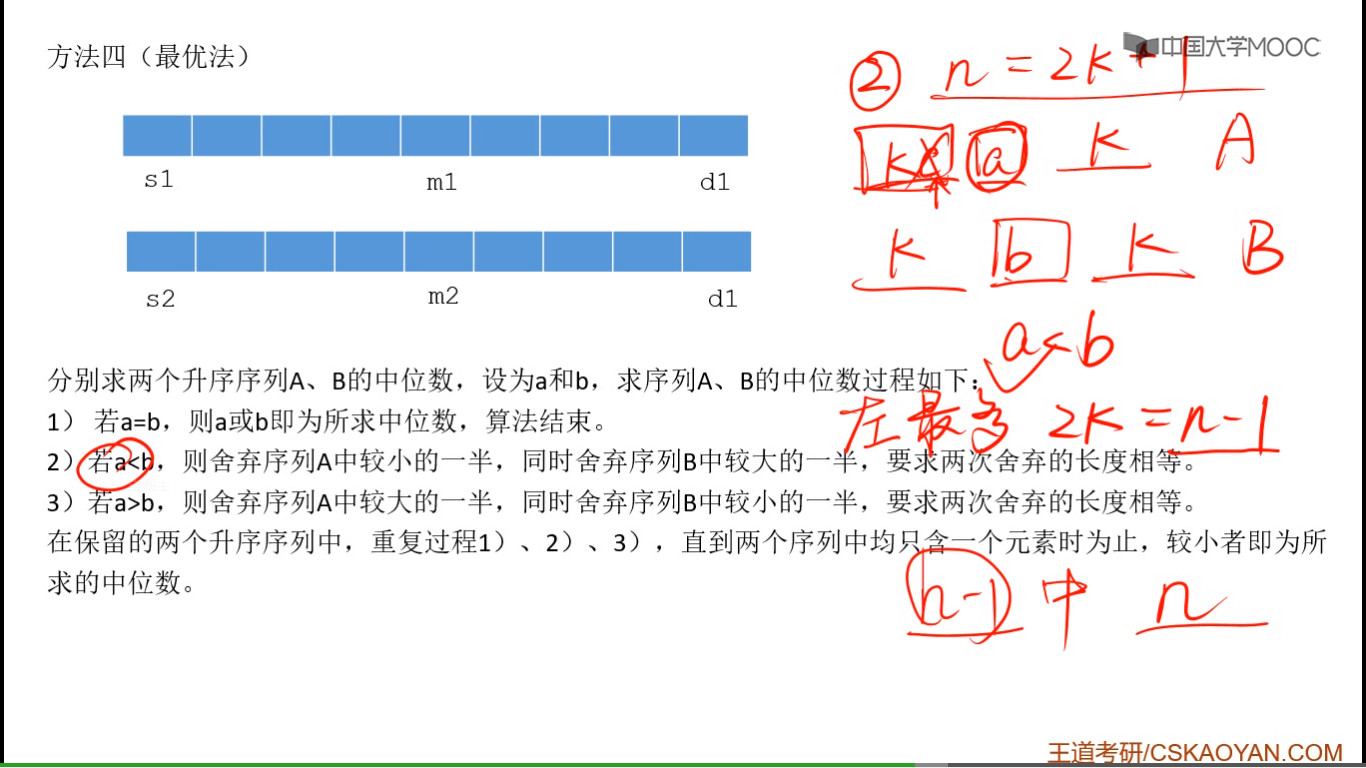 中国大学MOOC
方法四（最优法）
② n = 2k+1
k a k A
s1 m1 d1
k b k B
s2 m2 d1
a<b
分别求两个升序序列A、B的中位数，设为a和b，求序列A、B的中位数过程如下：
1） 若a=b，则a或b即为所求中位数，算法结束。
左最多 2k = n-1
2）若a<b，则舍弃序列A中较小的一半，同时舍弃序列B中较大的一半，要求两次舍弃的长度相等。
3）若a>b，则舍弃序列A中较大的一半，同时舍弃序列B中较小的一半，要求两次舍弃的长度相等。
在保留的两个升序序列中，重复过程1）、2）、3），直到两个序列中均只含一个元素时为止，较小者即为所
求的中位数。
n-1 中 n
王道考研/CSKAOYAN.COM